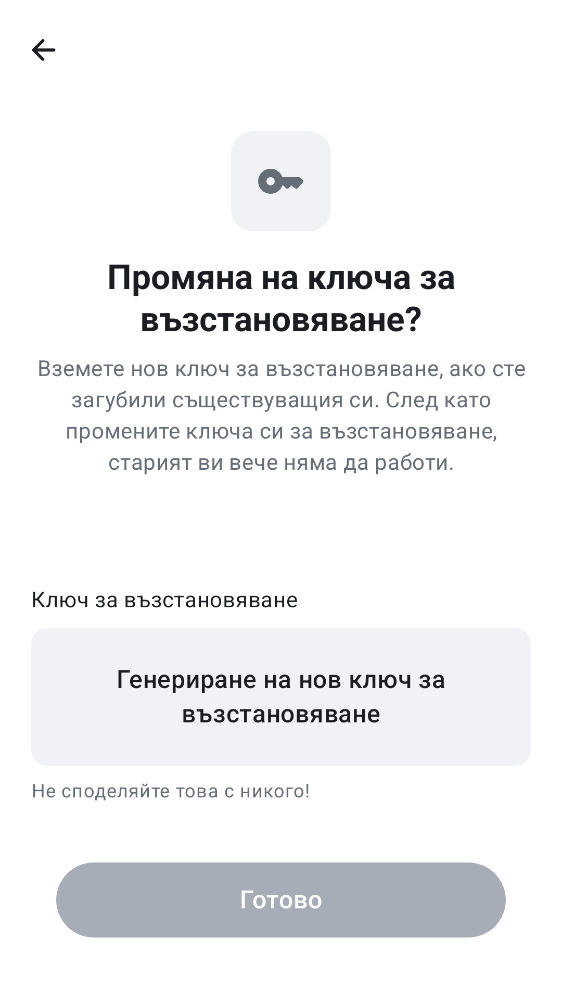 Промяна на ключа за
възстановяване?
Вземете нов ключ за възстановяване, ако сте
загубили съществуващия си. След като
промените ключа си за възстановяване,
старият ви вече няма да работи.
Ключ за възстановяване
Генериране на нов ключ за
възстановяване
Не споделяйте това с никого!
Готово